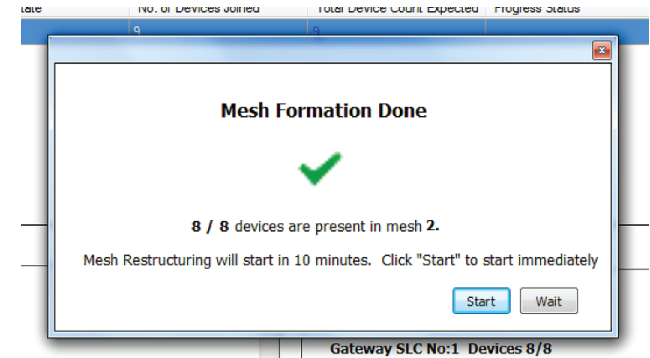 No. of Devices Joined Total Device Count Expected Progress Status
9 9
Mesh Formation Done
8 / 8 devices are present in mesh 2.
Mesh Restructuring will start in 10 minutes. Click "Start" to start immediately
Start Wait
Gateway SLC No:1 Devices 8/8